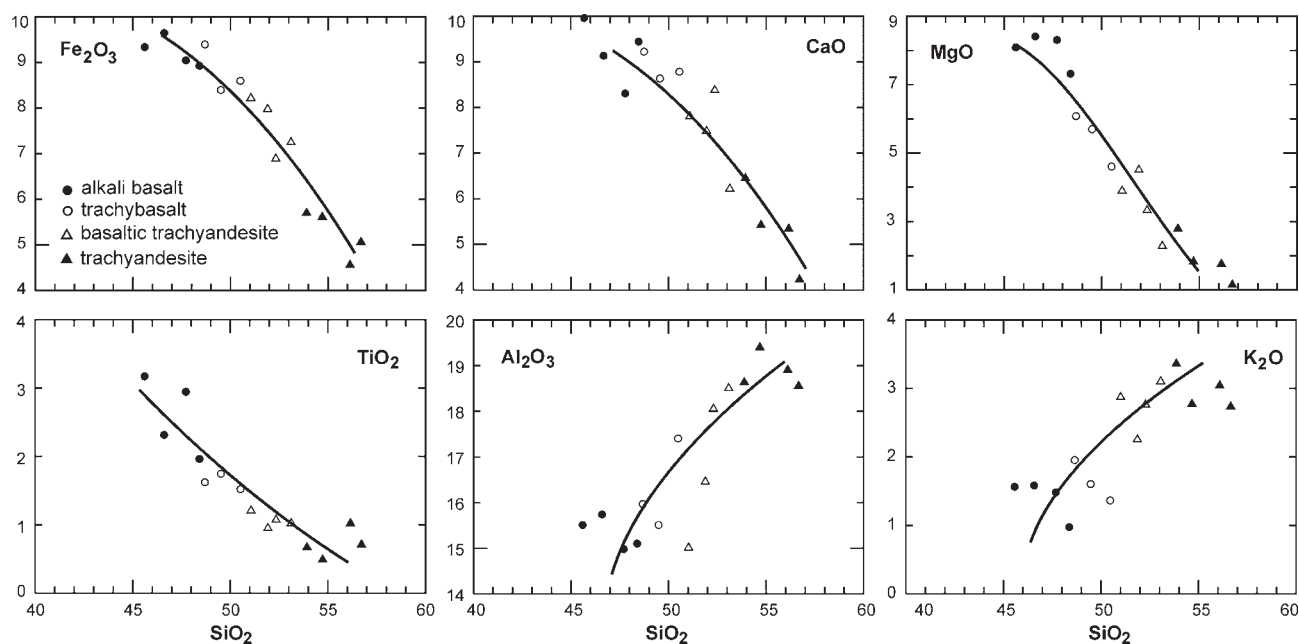 Fe2O3
10
9
8
7
6
5
4
alkali basalt
trachybasalt
basaltic trachyandesite
trachyandesite
CaO
10
9
8
7
6
5
4
MgO
9
7
5
3
1
TiO2
4
3
2
1
0
40 45 50 55 60
SiO2
Al2O3
20
19
18
17
16
15
14
40 45 50 55 60
SiO2
K2O
4
3
2
1
0
40 45 50 55 60
SiO2